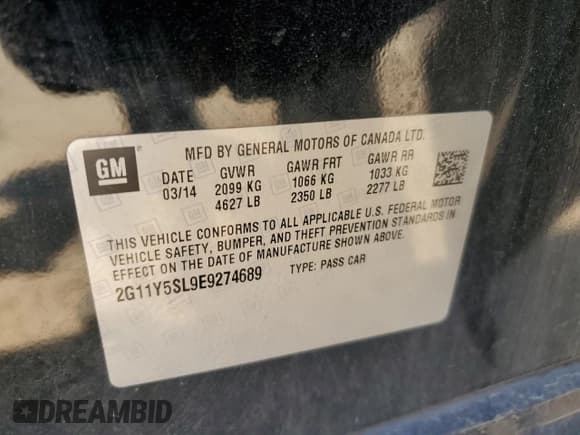 GM
MFD BY GENERAL MOTORS OF CANADA LTD.
DATE GVWR GAWR FRT GAWR RR
03/14 2099 KG 1066 KG 1033 KG
4627 LB 2350 LB 2277 LB
THIS VEHICLE CONFORMS TO ALL APPLICABLE U.S. FEDERAL MOTOR
VEHICLE SAFETY, BUMPER, AND THEFT PREVENTION STANDARDS IN
EFFECT ON THE DATE OF MANUFACTURE SHOWN ABOVE.
2G11Y5SL9E9274689 TYPE: PASS CAR
DREAMBID